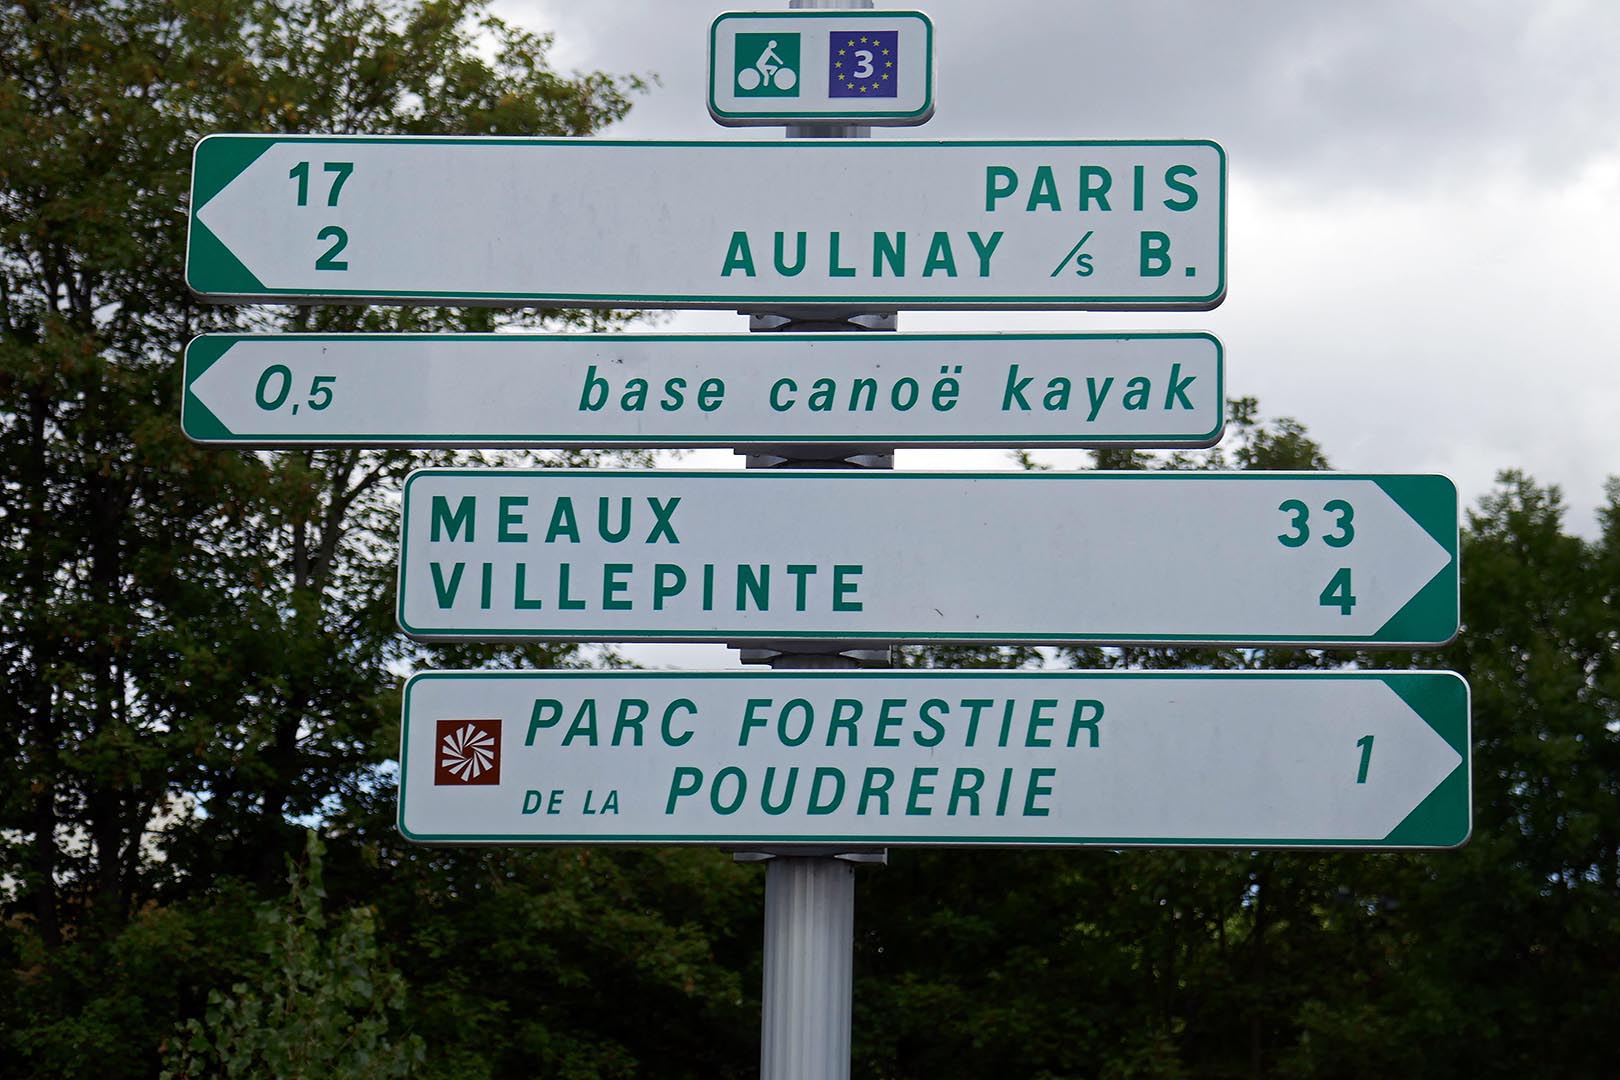 3
17 PARIS
2 AULNAY /s B.
0,5 base canoë kayak
MEAUX 33
VILLEPINTE 4
PARC FORESTIER
DE LA POUDRERIE 1